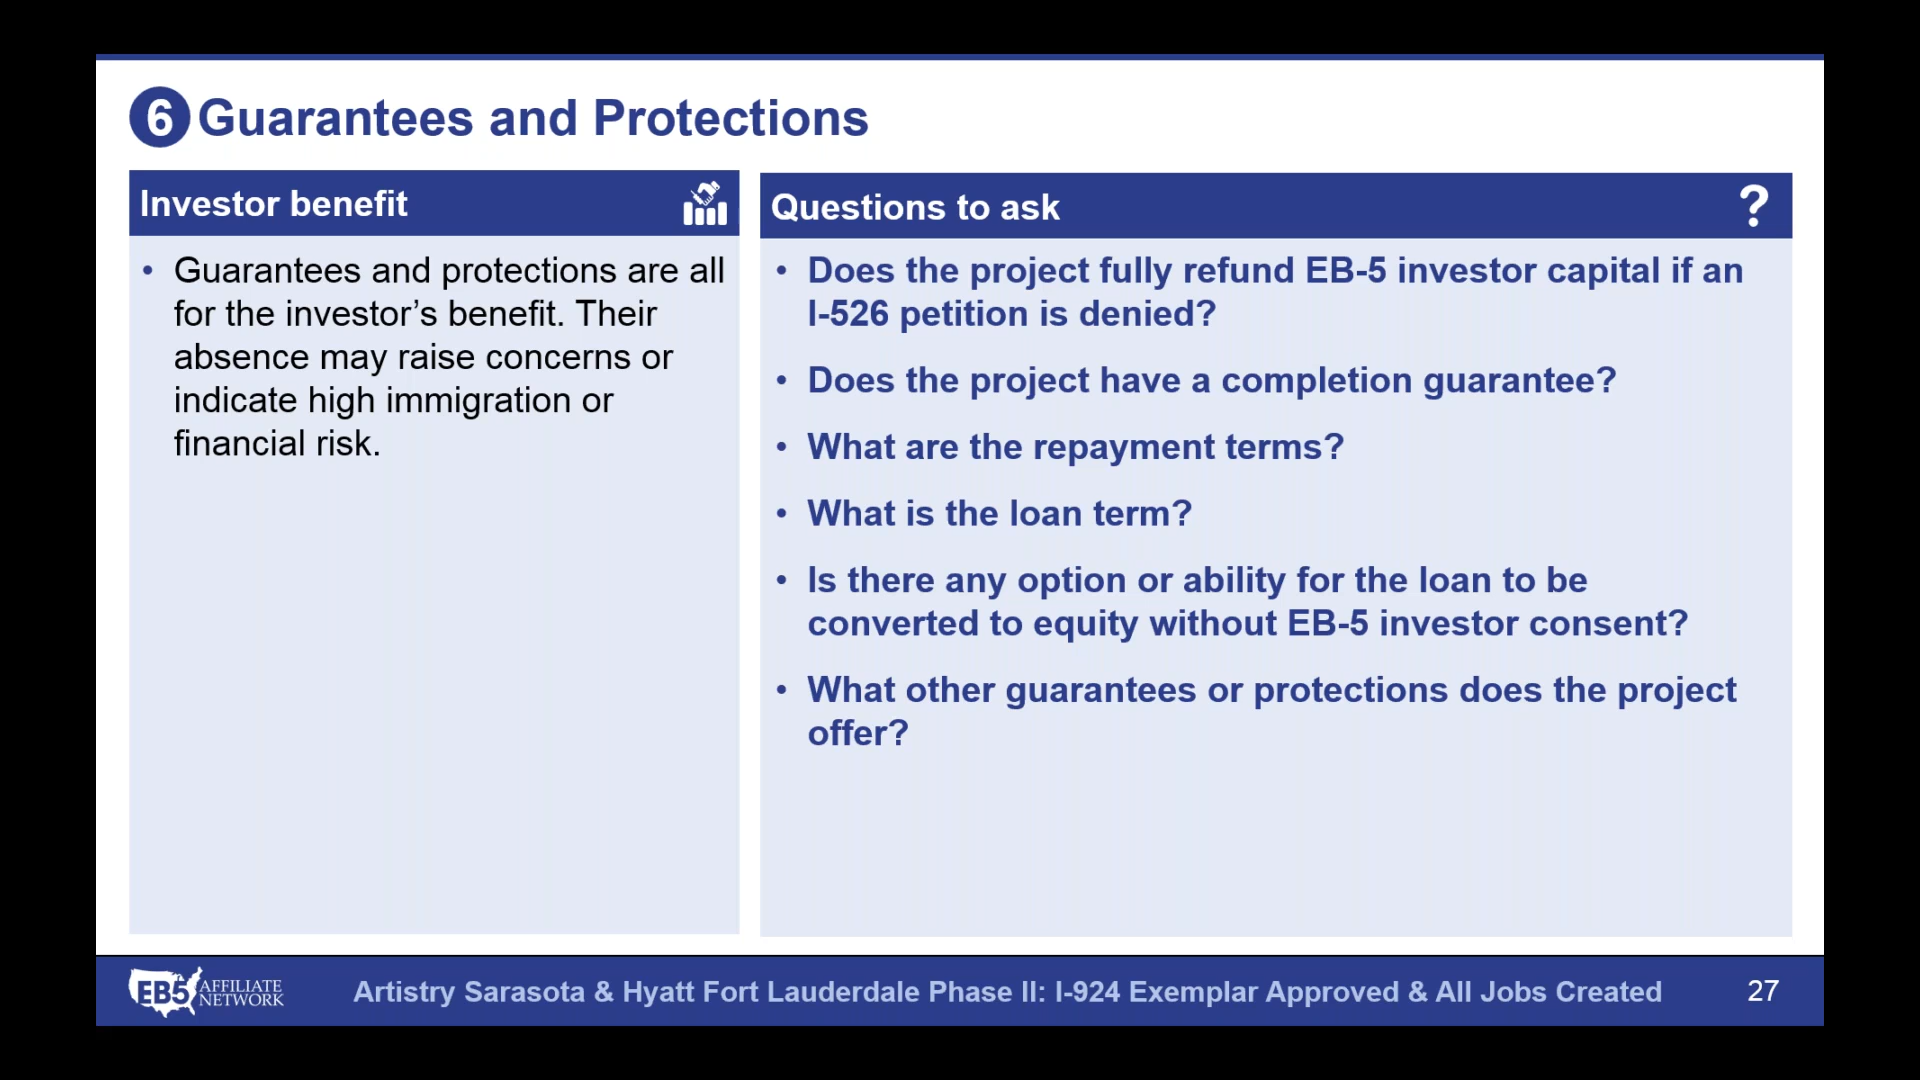 6 Guarantees and Protections
Investor benefit
• Guarantees and protections are all
for the investor’s benefit. Their
absence may raise concerns or
indicate high immigration or
financial risk.
Questions to ask ?
• Does the project fully refund EB-5 investor capital if an
I-526 petition is denied?
• Does the project have a completion guarantee?
• What are the repayment terms?
• What is the loan term?
• Is there any option or ability for the loan to be
converted to equity without EB-5 investor consent?
• What other guarantees or protections does the project
offer?
EB5 AFFILIATE
NETWORK
Artistry Sarasota & Hyatt Fort Lauderdale Phase II: I-924 Exemplar Approved & All Jobs Created
27